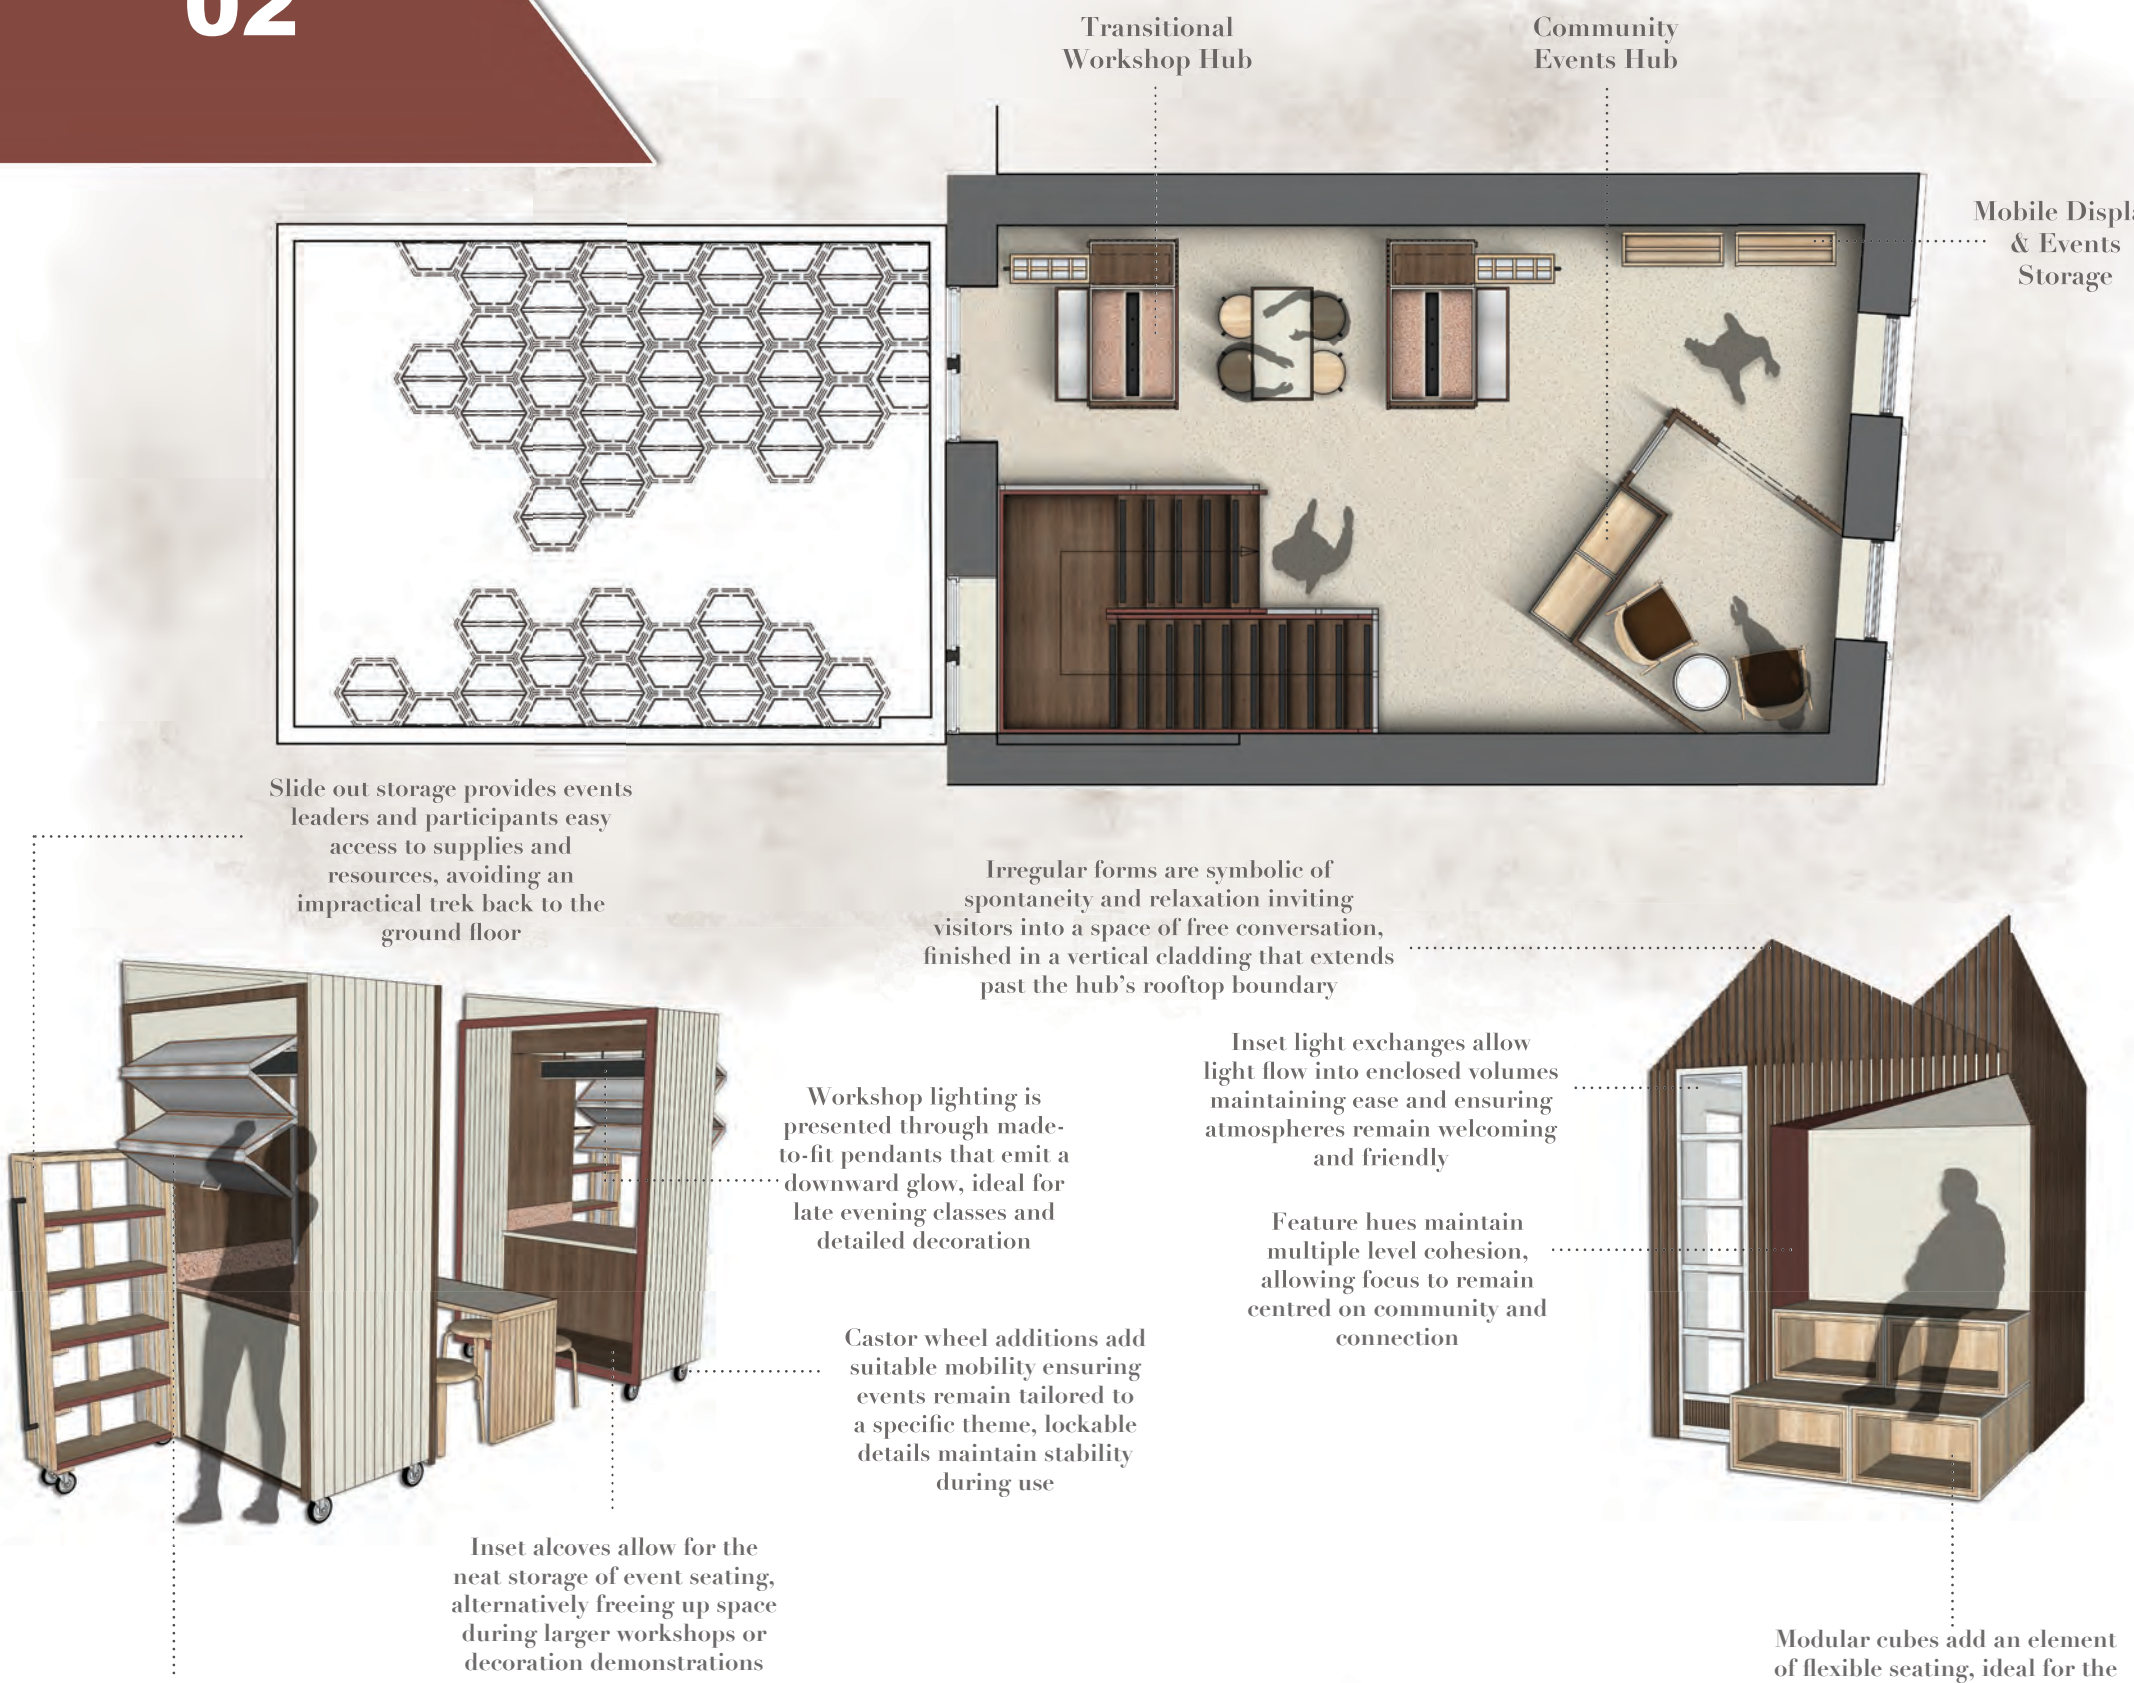 02
Transitional
Workshop Hub
Community
Events Hub
Mobile Displa
& Events
Storage
Slide out storage provides events
leaders and participants easy
access to supplies and
resources, avoiding an
impractical trek back to the
ground floor
Irregular forms are symbolic of
spontaneity and relaxation inviting
visitors into a space of free conversation,
finished in a vertical cladding that extends
past the hub's rooftop boundary
Inset light exchanges allow
light flow into enclosed volumes
maintaining ease and ensuring
atmospheres remain welcoming
and friendly
Workshop lighting is
presented through made-
to-fit pendants that emit a
downward glow, ideal for
late evening classes and
detailed decoration
Feature hues maintain
multiple level cohesion,
allowing focus to remain
centred on community and
connection
Castor wheel additions add
suitable mobility ensuring
events remain tailored to
a specific theme, lockable
details maintain stability
during use
Inset alcoves allow for the
neat storage of event seating,
alternatively freeing up space
during larger workshops or
decoration demonstrations
Modular cubes add an element
of flexible seating, ideal for the